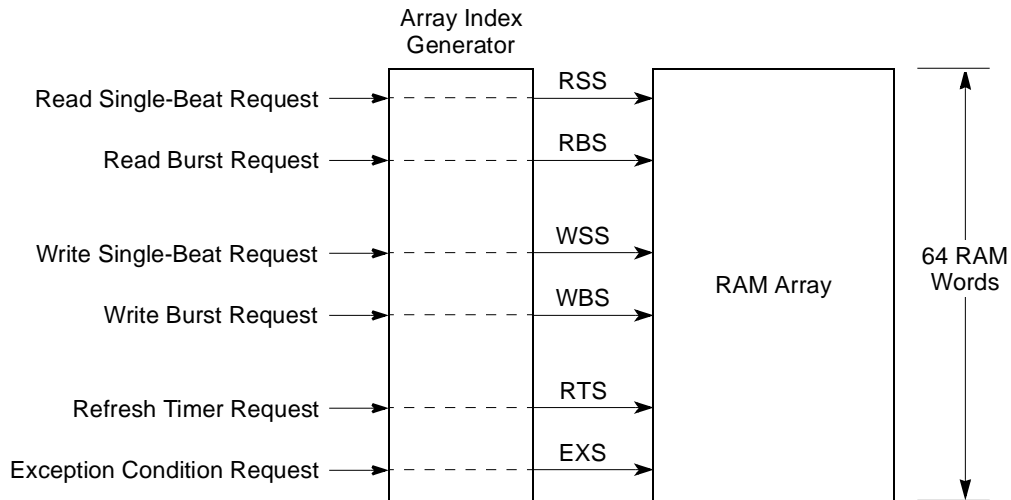 Array Index
Generator
Read Single-Beat Request
RSS
Read Burst Request
RBS
Write Single-Beat Request
WSS
Write Burst Request
WBS
Refresh Timer Request
RTS
Exception Condition Request
EXS
RAM Array
64 RAM
Words